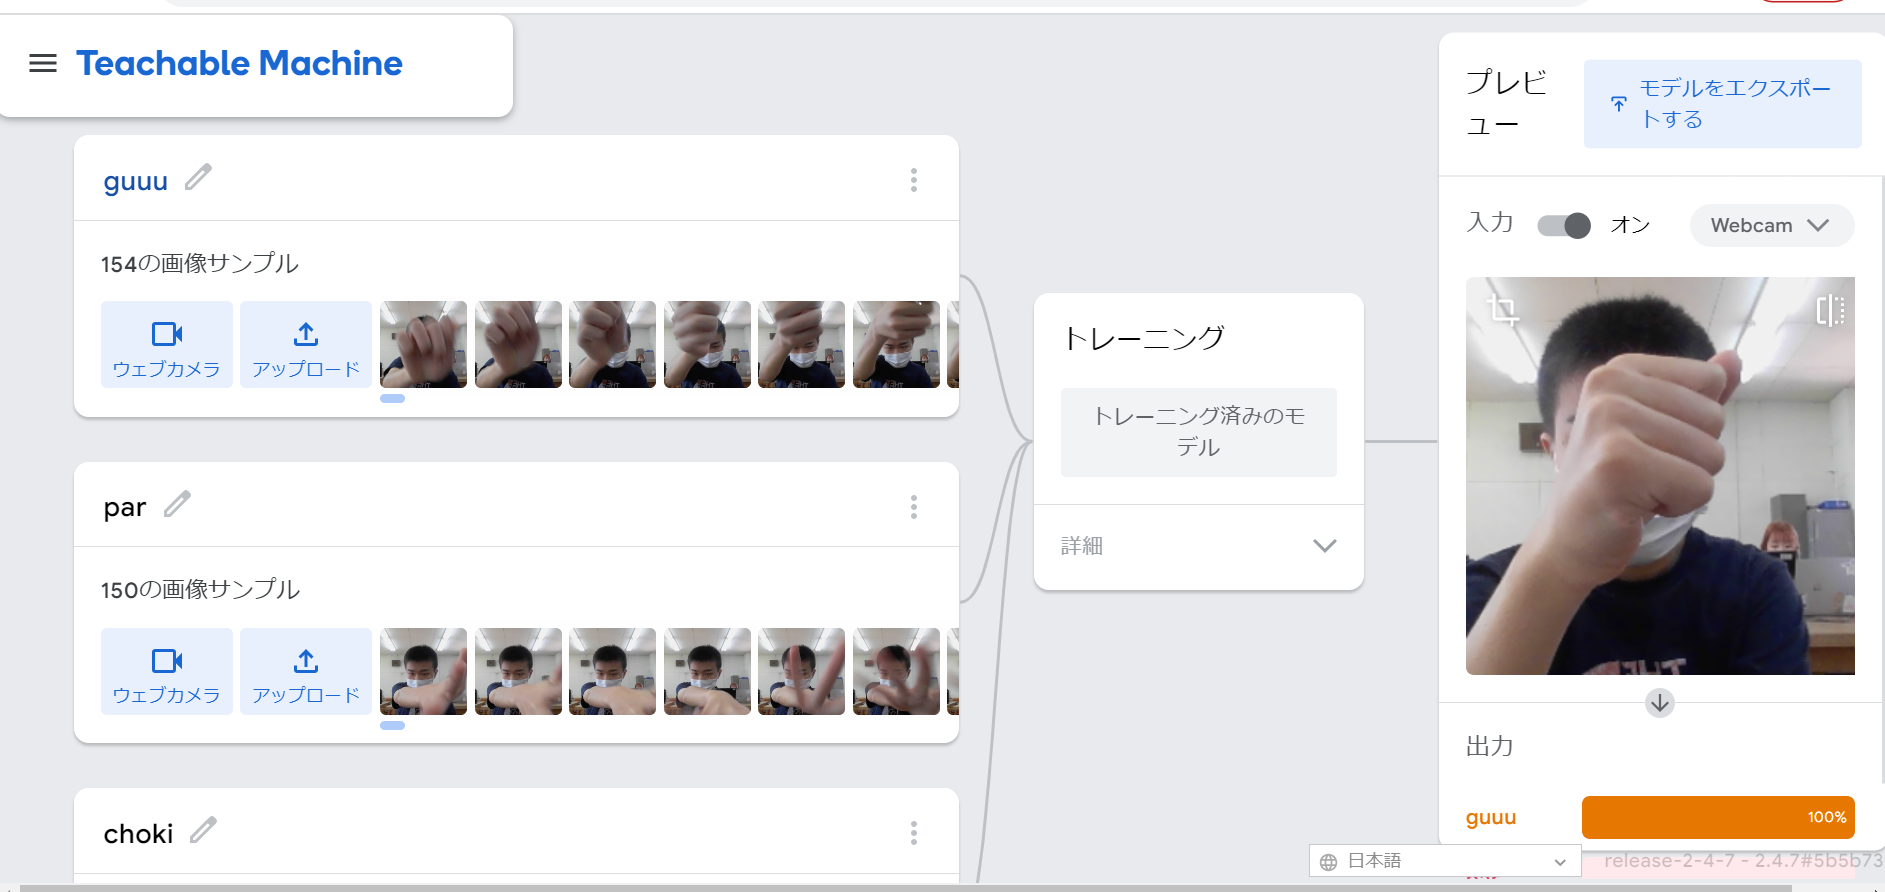 Teachable Machine
guuu
154の画像サンプル
ウェブカメラ
アップロード
par
150の画像サンプル
ウェブカメラ
アップロード
choki
トレーニング
トレーニング済みのモ
デル
詳細
プレビ
ュー
モデルをエクスポー
トする
入力
オン
Webcam
出力
guuu
100%
日本語
release-2-4-7 - 2.4.7#5b5b73